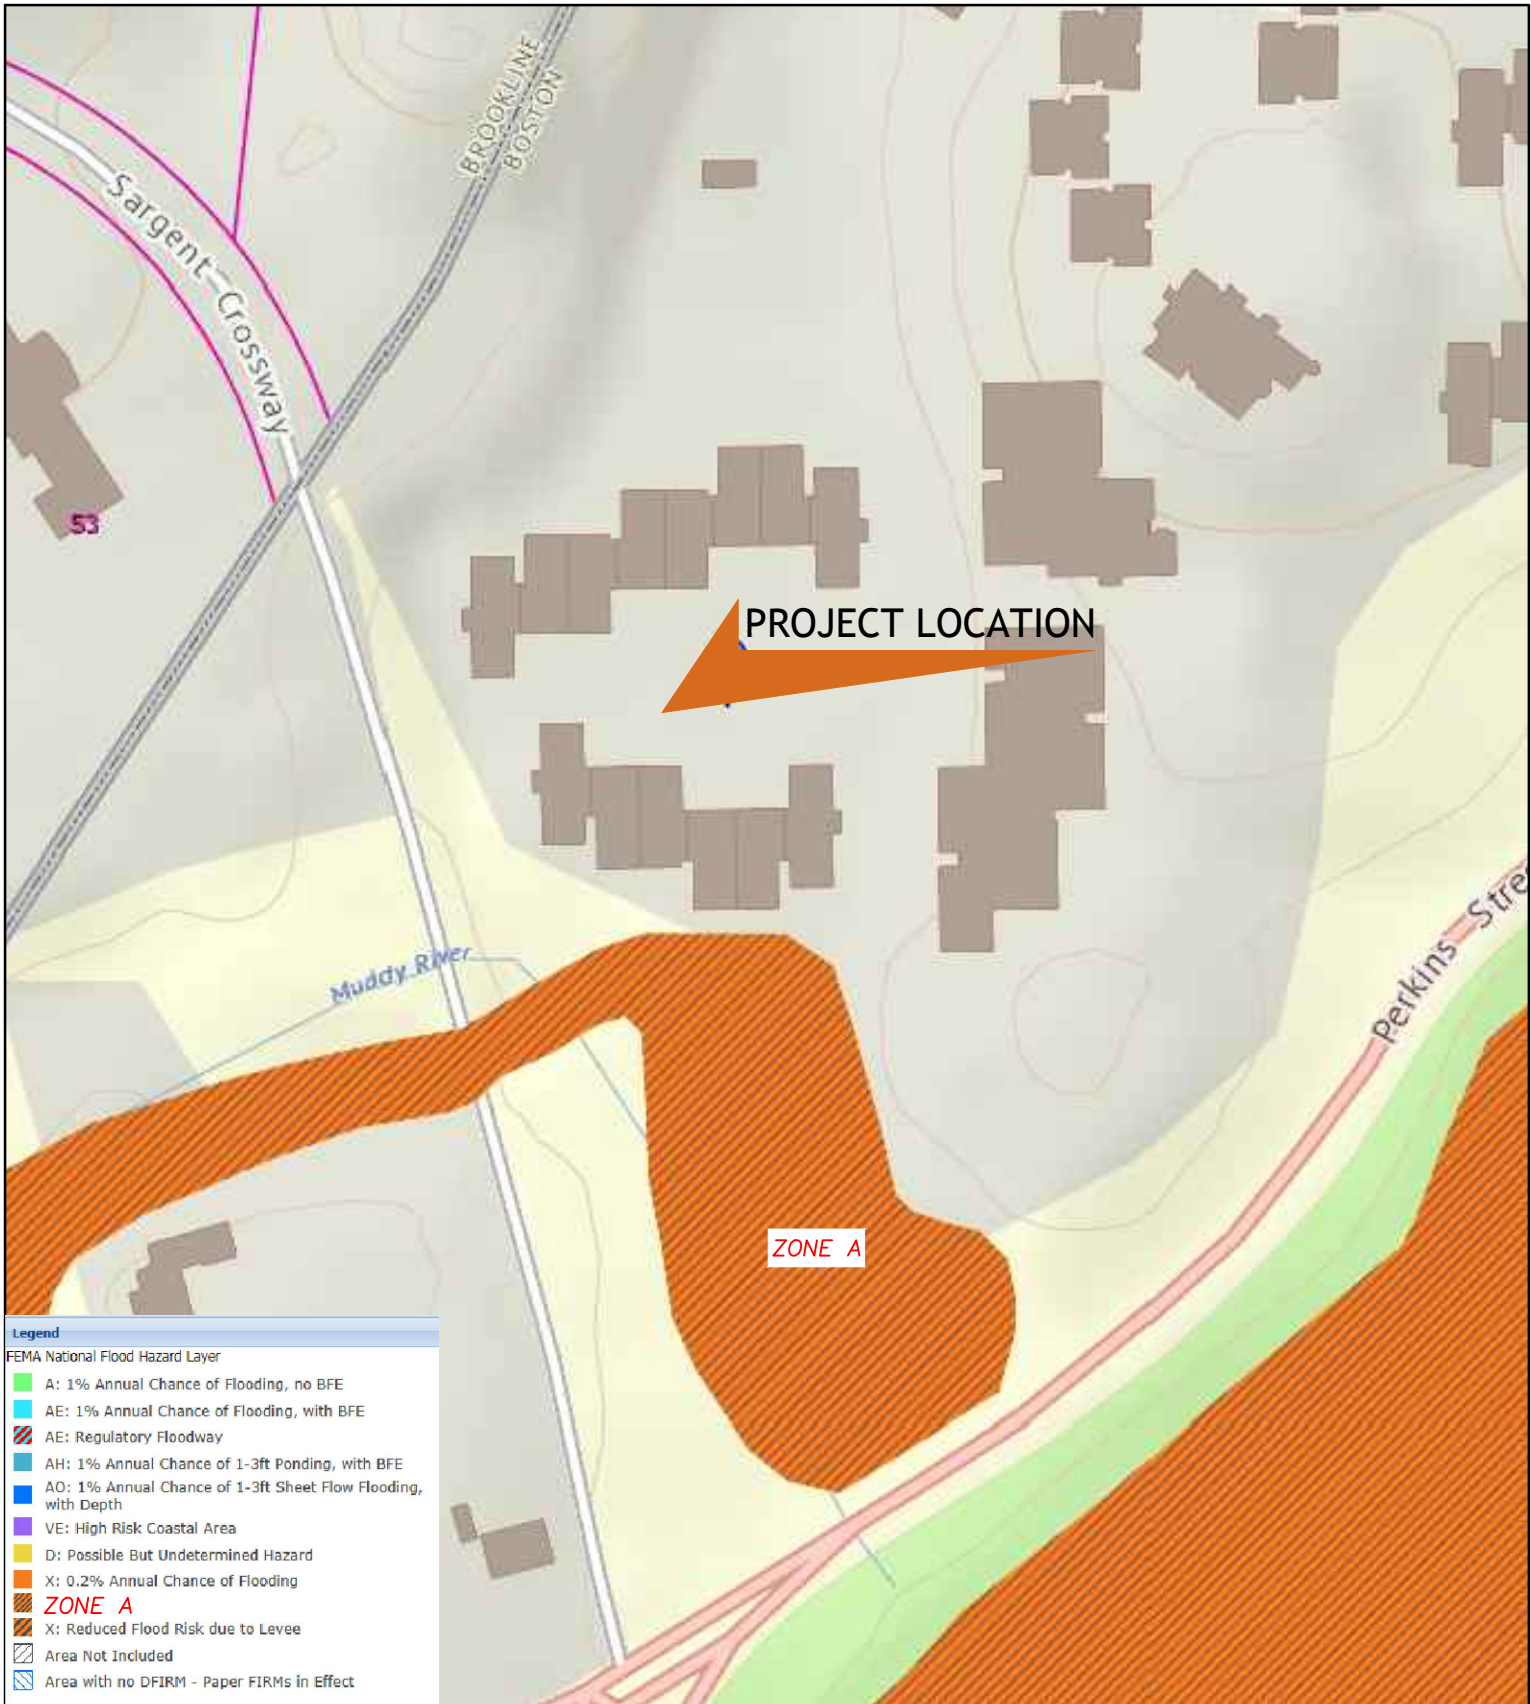 BROOKLINE
BOSTON
Sargent Crossway
53
PROJECT LOCATION
Perkins Stre
Muddy River
ZONE A
Legend
FEMA National Flood Hazard Layer
A: 1% Annual Chance of Flooding, no BFE
AE: 1% Annual Chance of Flooding, with BFE
AE: Regulatory Floodway
AH: 1% Annual Chance of 1-3ft Ponding, with BFE
AO: 1% Annual Chance of 1-3ft Sheet Flow Flooding,
with Depth
VE: High Risk Coastal Area
D: Possible But Undetermined Hazard
X: 0.2% Annual Chance of Flooding
ZONE A
X: Reduced Flood Risk due to Levee
Area Not Included
Area with no DFIRM - Paper FIRMs in Effect